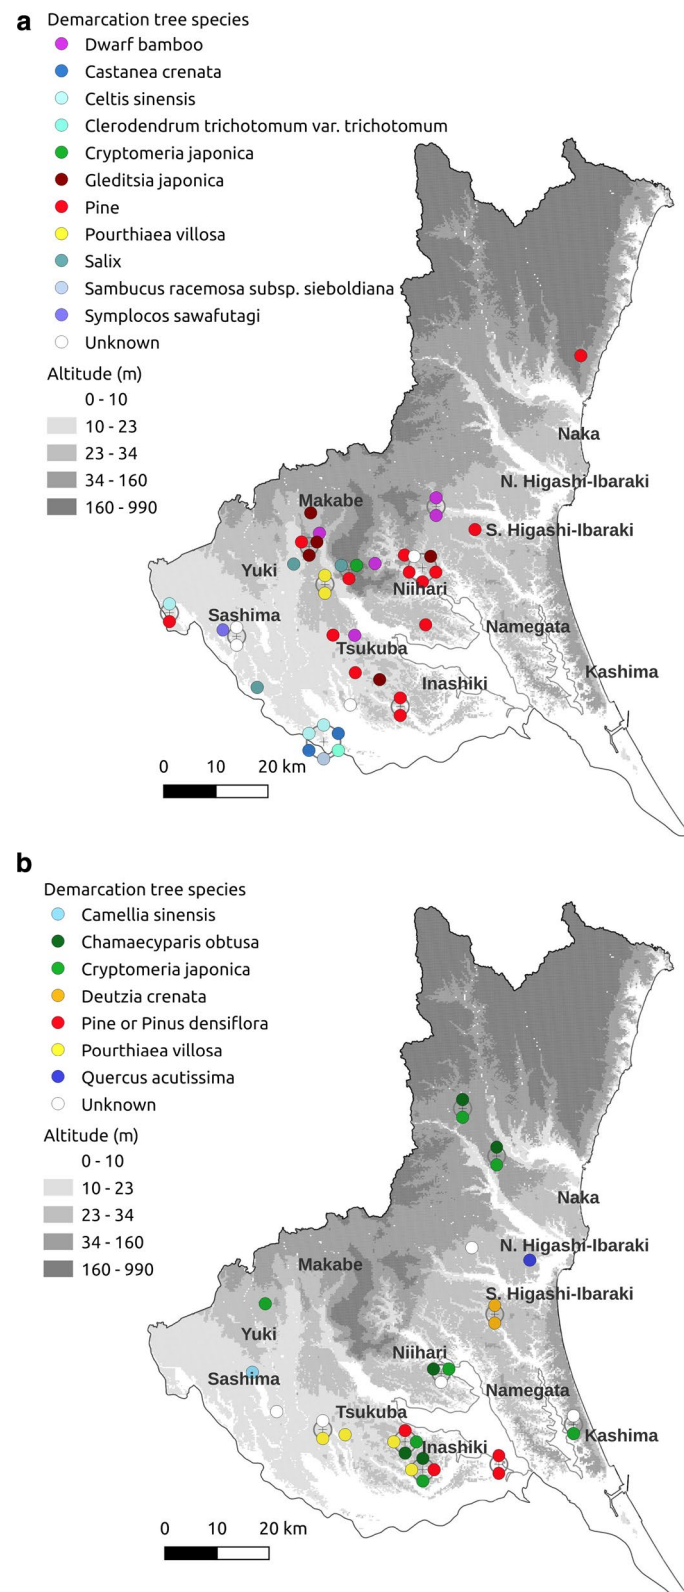 a
Demarcation tree species
Dwarf bamboo
Castanea crenata
Celtis sinensis
Clerodendrum trichotomum var. trichotomum
Cryptomeria japonica
Gleditsia japonica
Pine
Pourthiaea villosa
Salix
Sambucus racemosa subsp. sieboldiana
Symplocos sawafutagi
Unknown
Altitude (m)
0 - 10
10 - 23
23 - 34
34 - 160
160 - 990
Naka
N. Higashi-Ibaraki
Makabe
S. Higashi-Ibaraki
Yuki
Niihari
Sashima
Namegata
Tsukuba
Kashima
Inashiki
0 10 20 km
b
Demarcation tree species
Camellia sinensis
Chamaecyparis obtusa
Cryptomeria japonica
Deutzia crenata
Pine or Pinus densiflora
Pourthiaea villosa
Quercus acutissima
Unknown
Altitude (m)
0 - 10
10 - 23
23 - 34
34 - 160
160 - 990
Naka
N. Higashi-Ibaraki
Makabe
S. Higashi-Ibaraki
Yuki
Niihari
Sashima
Namegata
Tsukuba
Kashima
Inashiki
0 10 20 km